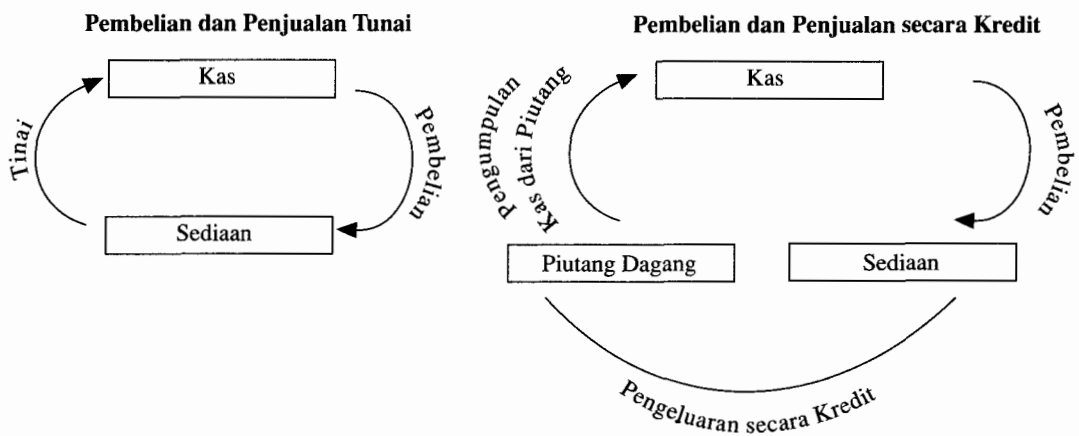 Pembelian dan Penjualan Tunai
Kas
Tinai
Pembelian
Sediaan
Pembelian dan Penjualan secara Kredit
Kas
Pengumpulan
Kas dari Piutang
Pembelian
Piutang Dagang
Sediaan
Pengeluaran secara Kredit